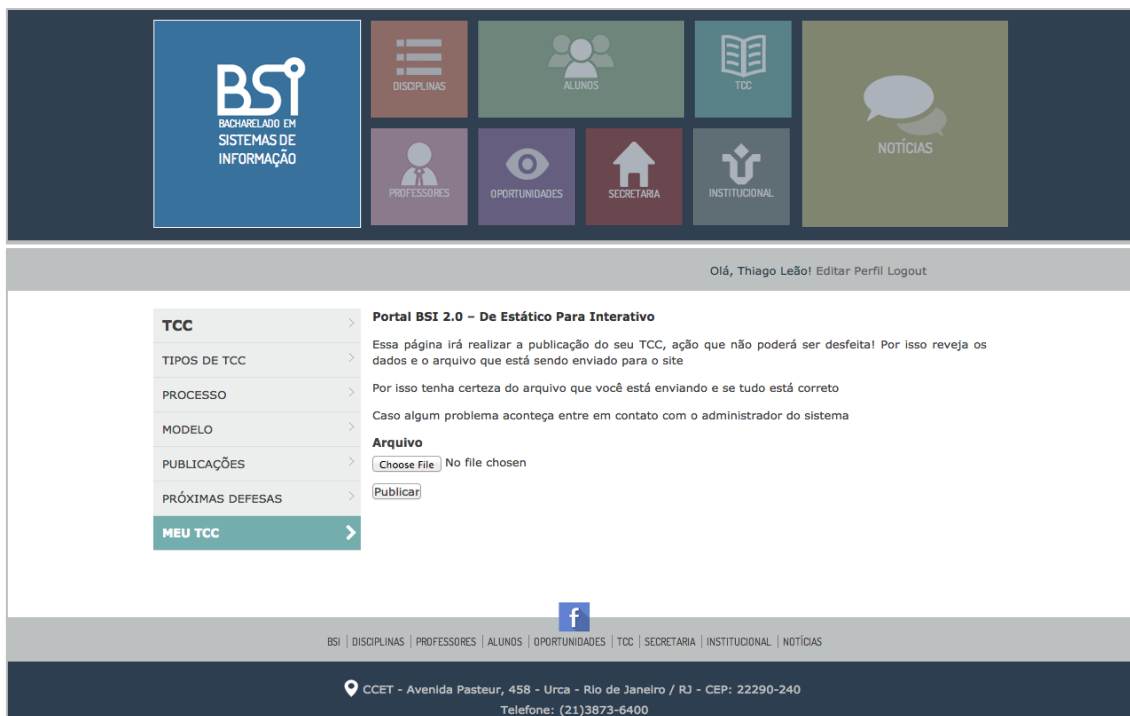 BSI
BACHARELADO EM
SISTEMAS DE
INFORMAÇÃO
DISCIPLINAS
ALUNOS
TCC
NOTÍCIAS
PROFESSORES
OPORTUNIDADES
SECRETARIA
INSTITUCIONAL
Olá, Thiago Leão! Editar Perfil Logout
TCC
TIPOS DE TCC
PROCESSO
MODELO
PUBLICAÇÕES
PRÓXIMAS DEFESAS
MEU TCC
Portal BSI 2.0 – De Estático Para Interativo
Essa página irá realizar a publicação do seu TCC, ação que não poderá ser desfeita! Por isso reveja os
dados e o arquivo que está sendo enviado para o site
Por isso tenha certeza do arquivo que você está enviando e se tudo está correto
Caso algum problema aconteça entre em contato com o administrador do sistema
Arquivo
Choose File No file chosen
Publicar
f
BSI | DISCIPLINAS | PROFESSORES | ALUNOS | OPORTUNIDADES | TCC | SECRETARIA | INSTITUCIONAL | NOTÍCIAS
CCET - Avenida Pasteur, 458 - Urca - Rio de Janeiro / RJ - CEP: 22290-240
Telefone: (21)3873-6400